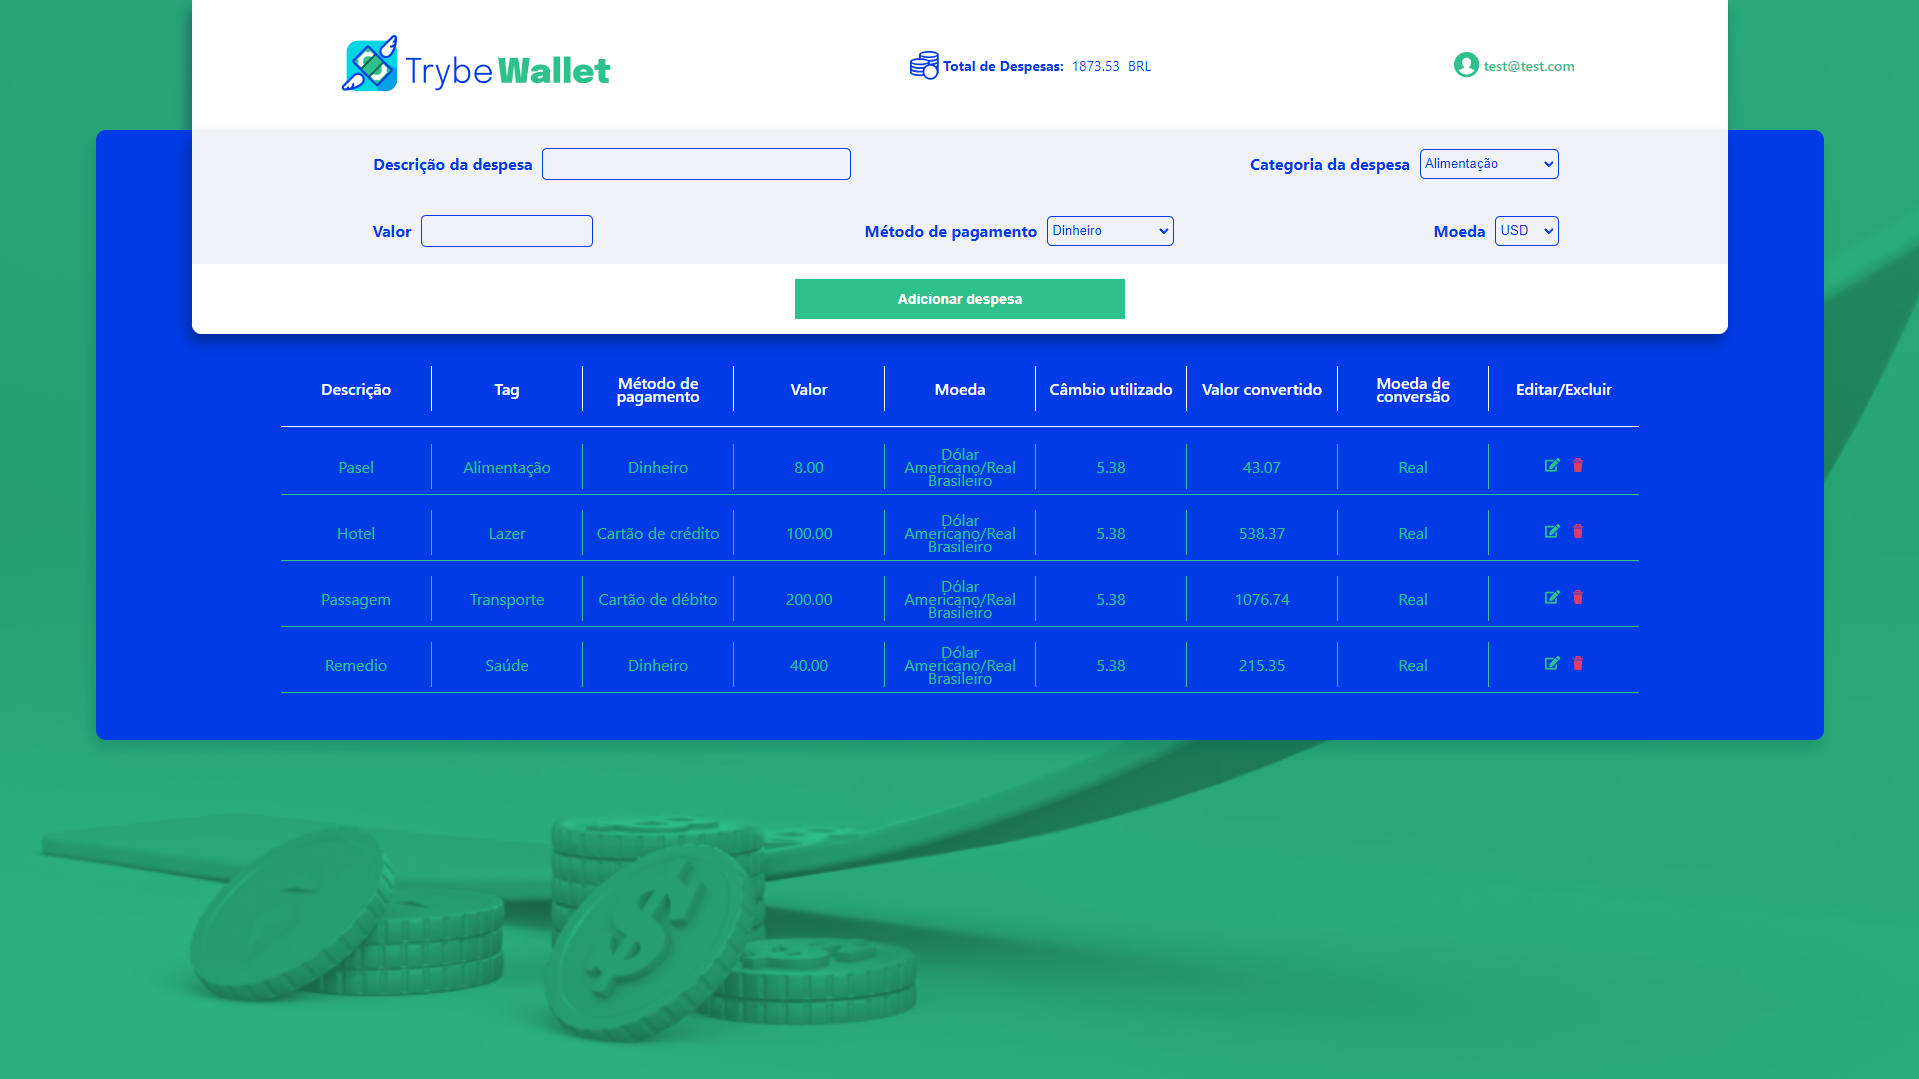 TrybeWallet
Total de Despesas: 1873.53 BRL
test@test.com
Descrição da despesa
Categoria da despesa Alimentação
Valor
Método de pagamento Dinheiro
Moeda USD
Adicionar despesa
Descrição
Tag
Método de
pagamento
Valor
Moeda
Câmbio utilizado
Valor convertido
Moeda de
conversão
Editar/Excluir
Pasel
Alimentação
Dinheiro
8.00
Dólar
Americano/Real
Brasileiro
5.38
43.07
Real
Hotel
Lazer
Cartão de crédito
100.00
Dólar
Americano/Real
Brasileiro
5.38
538.37
Real
Passagem
Transporte
Cartão de débito
200.00
Dólar
Americano/Real
Brasileiro
5.38
1076.74
Real
Remedio
Saúde
Dinheiro
40.00
Dólar
Americano/Real
Brasileiro
5.38
215.35
Real
$